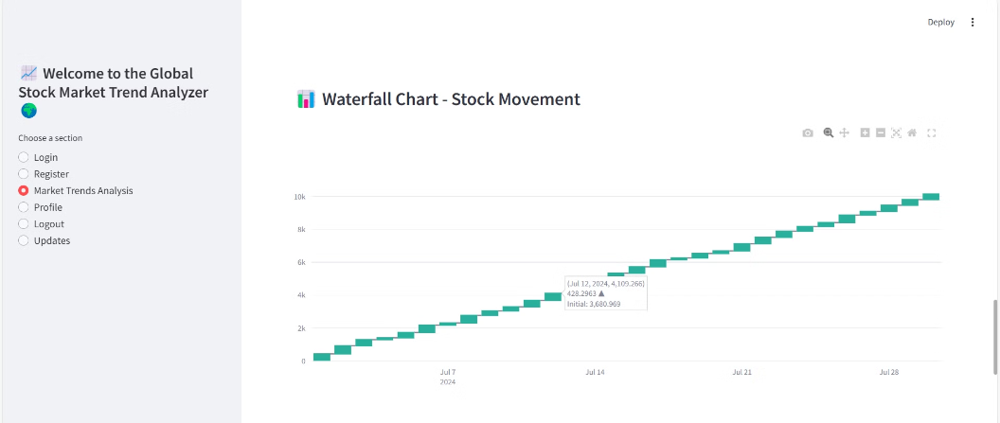 Deploy
Welcome to the Global
Stock Market Trend Analyzer
Choose a section
Login
Register
Market Trends Analysis
Profile
Logout
Updates
Waterfall Chart - Stock Movement
10k
8k
6k
4k
2k
0
(Jul 12, 2024, 4,109.266)
428.2963 ▲
Initial: 3,680.969
Jul 7
2024
Jul 14
Jul 21
Jul 28